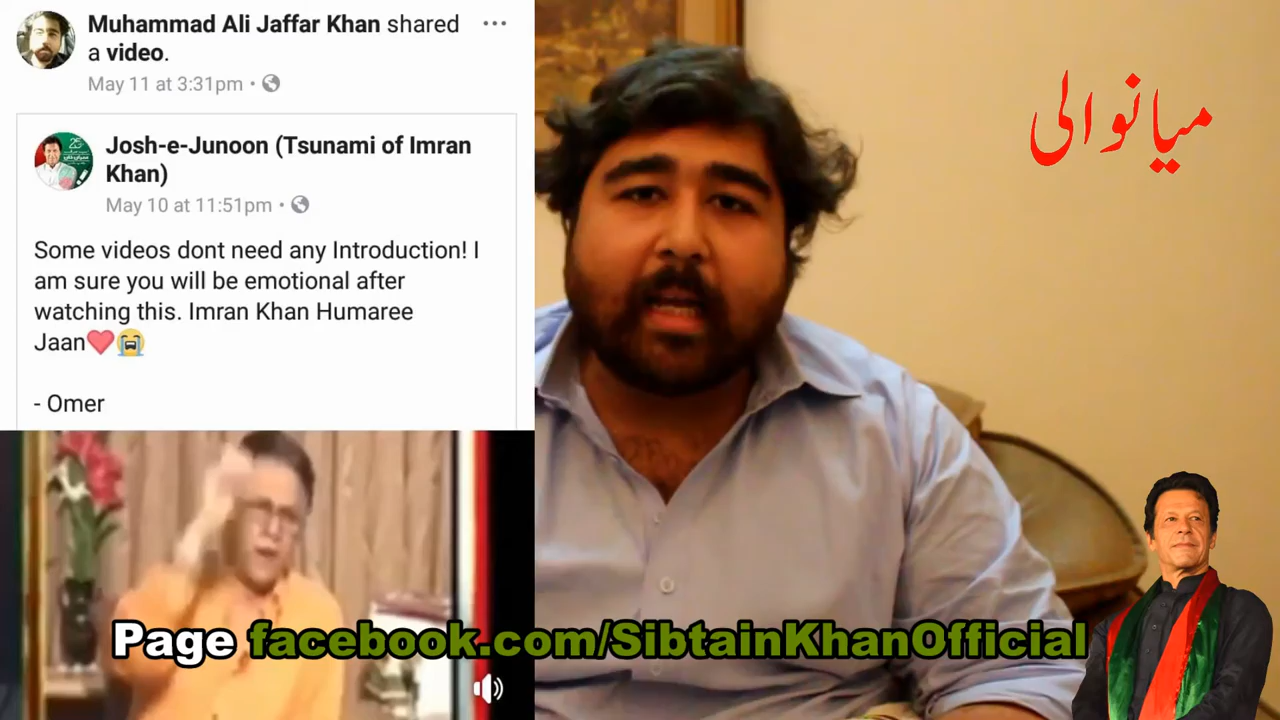 Muhammad Ali Jaffar Khan shared
a video.
May 11 at 3:31pm •
Josh-e-Junoon (Tsunami of Imran
Khan)
May 10 at 11:51pm •
Some videos dont need any Introduction! I
am sure you will be emotional after
watching this. Imran Khan Humaree
Jaan❤️😭
- Omer
میانوالی
Page facebook.com/SibtainKhanOfficial